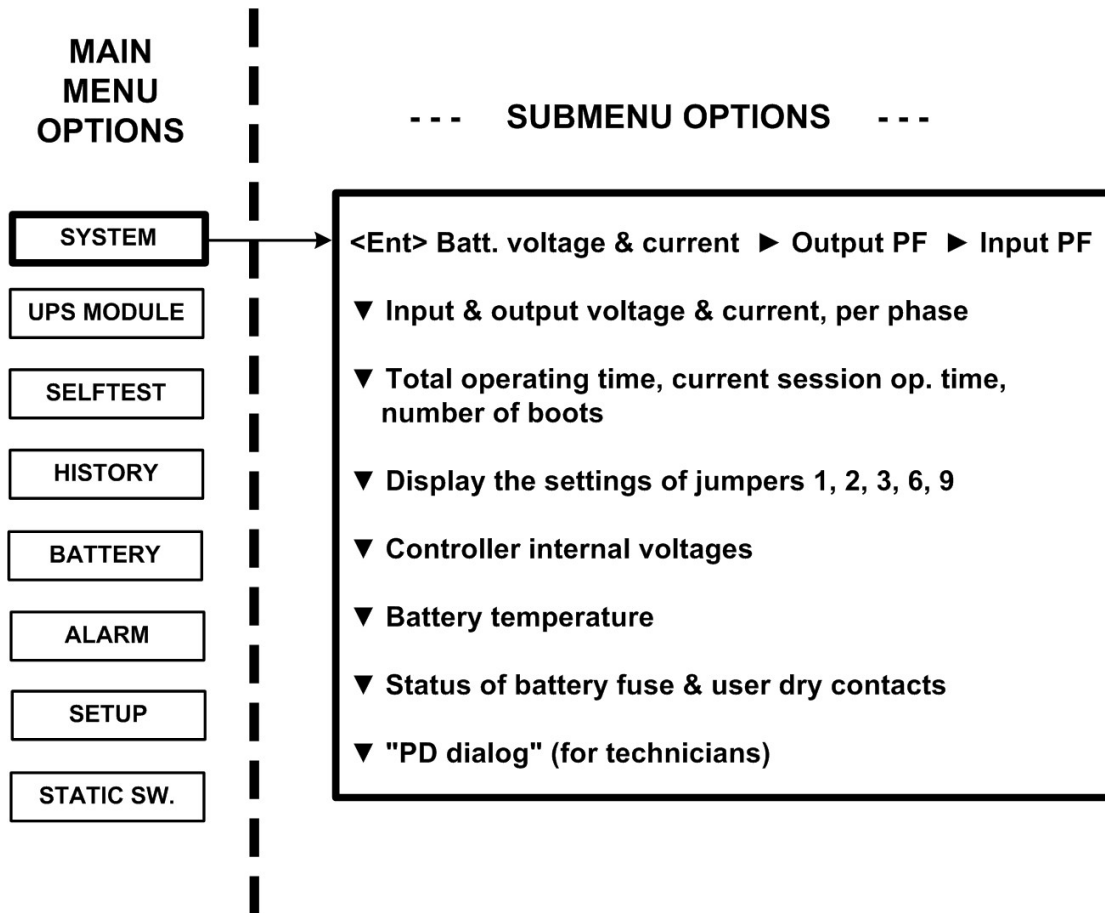 MAIN
MENU
OPTIONS
- - - SUBMENU OPTIONS - - -
SYSTEM
<Ent> Batt. voltage & current ► Output PF ► Input PF
UPS MODULE
▼ Input & output voltage & current, per phase
SELFTEST
▼ Total operating time, current session op. time,
number of boots
HISTORY
▼ Display the settings of jumpers 1, 2, 3, 6, 9
BATTERY
▼ Controller internal voltages
ALARM
▼ Battery temperature
SETUP
▼ Status of battery fuse & user dry contacts
STATIC SW.
▼ "PD dialog" (for technicians)